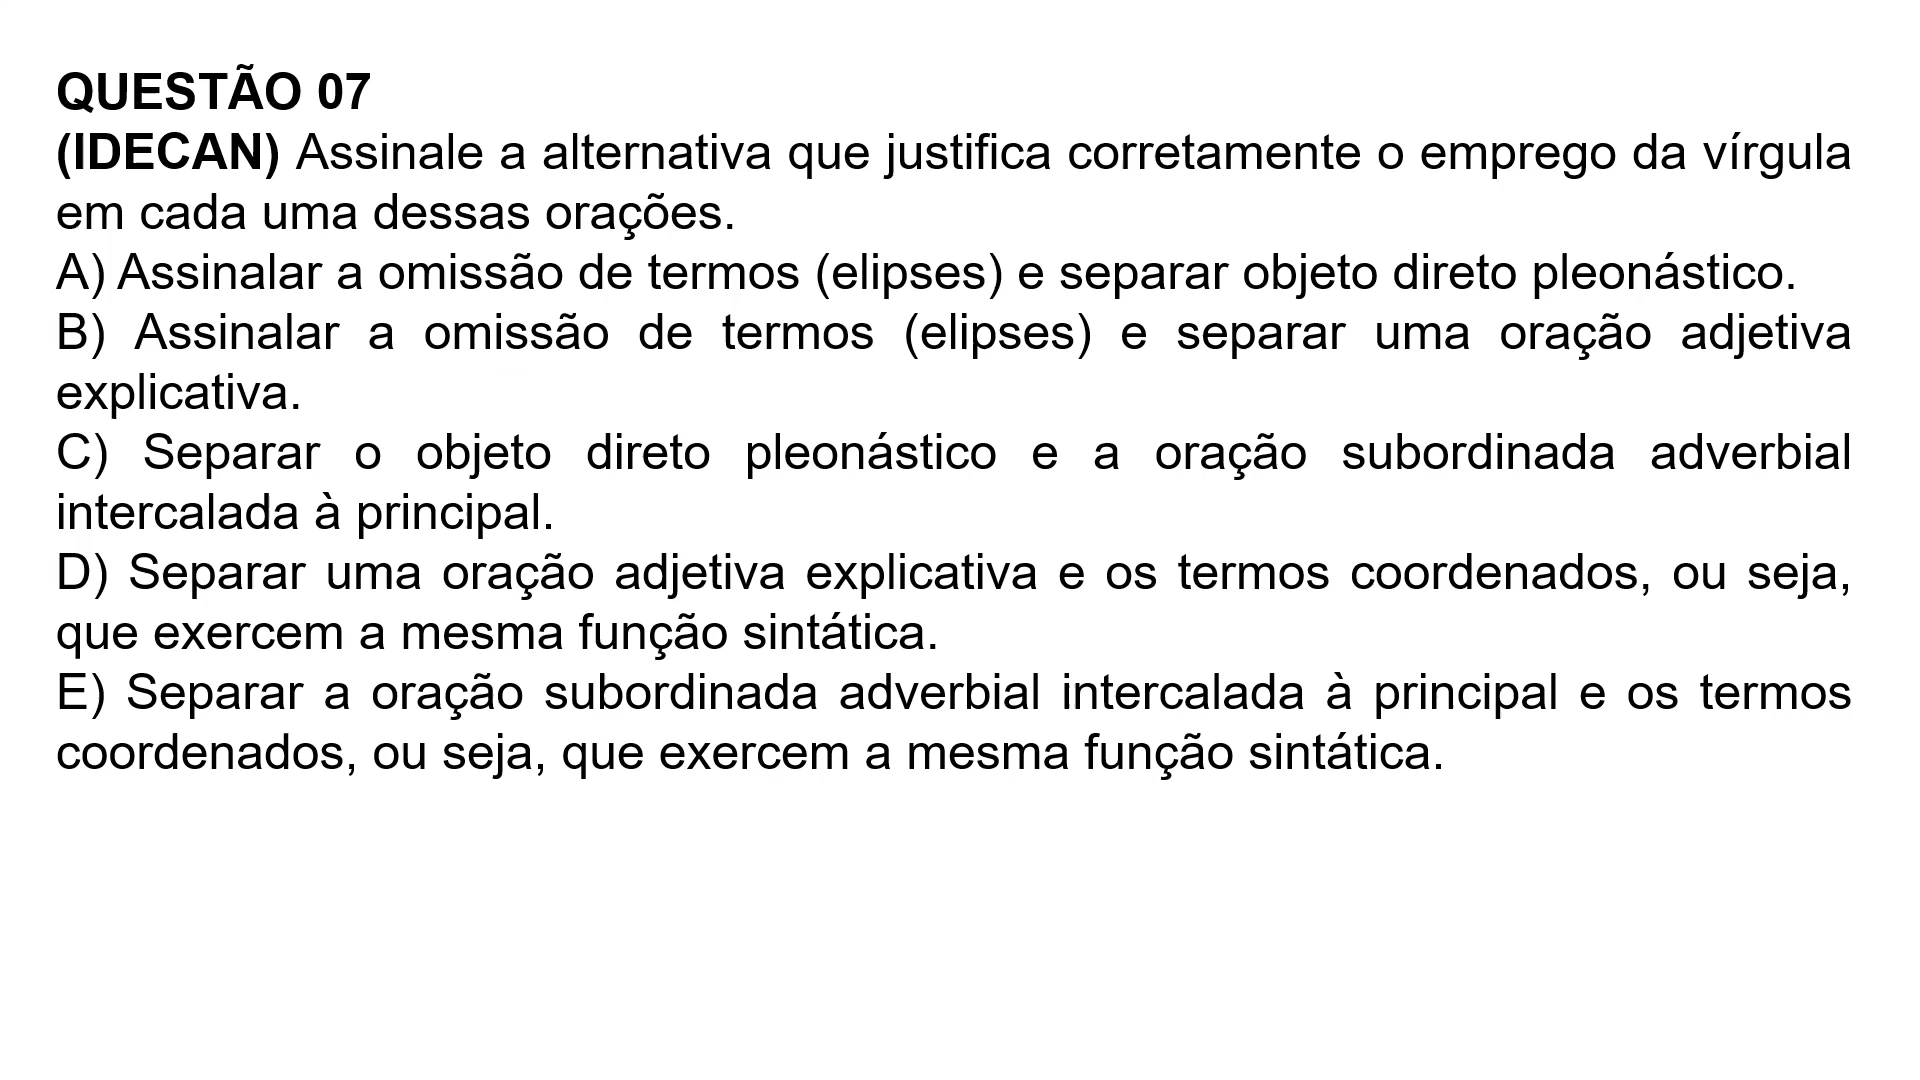 QUESTÃO 07
(IDECAN) Assinale a alternativa que justifica corretamente o emprego da vírgula
em cada uma dessas orações.
A) Assinalar a omissão de termos (elipses) e separar objeto direto pleonástico.
B) Assinalar a omissão de termos (elipses) e separar uma oração adjetiva
explicativa.
C) Separar o objeto direto pleonástico e a oração subordinada adverbial
intercalada à principal.
D) Separar uma oração adjetiva explicativa e os termos coordenados, ou seja,
que exercem a mesma função sintática.
E) Separar a oração subordinada adverbial intercalada à principal e os termos
coordenados, ou seja, que exercem a mesma função sintática.